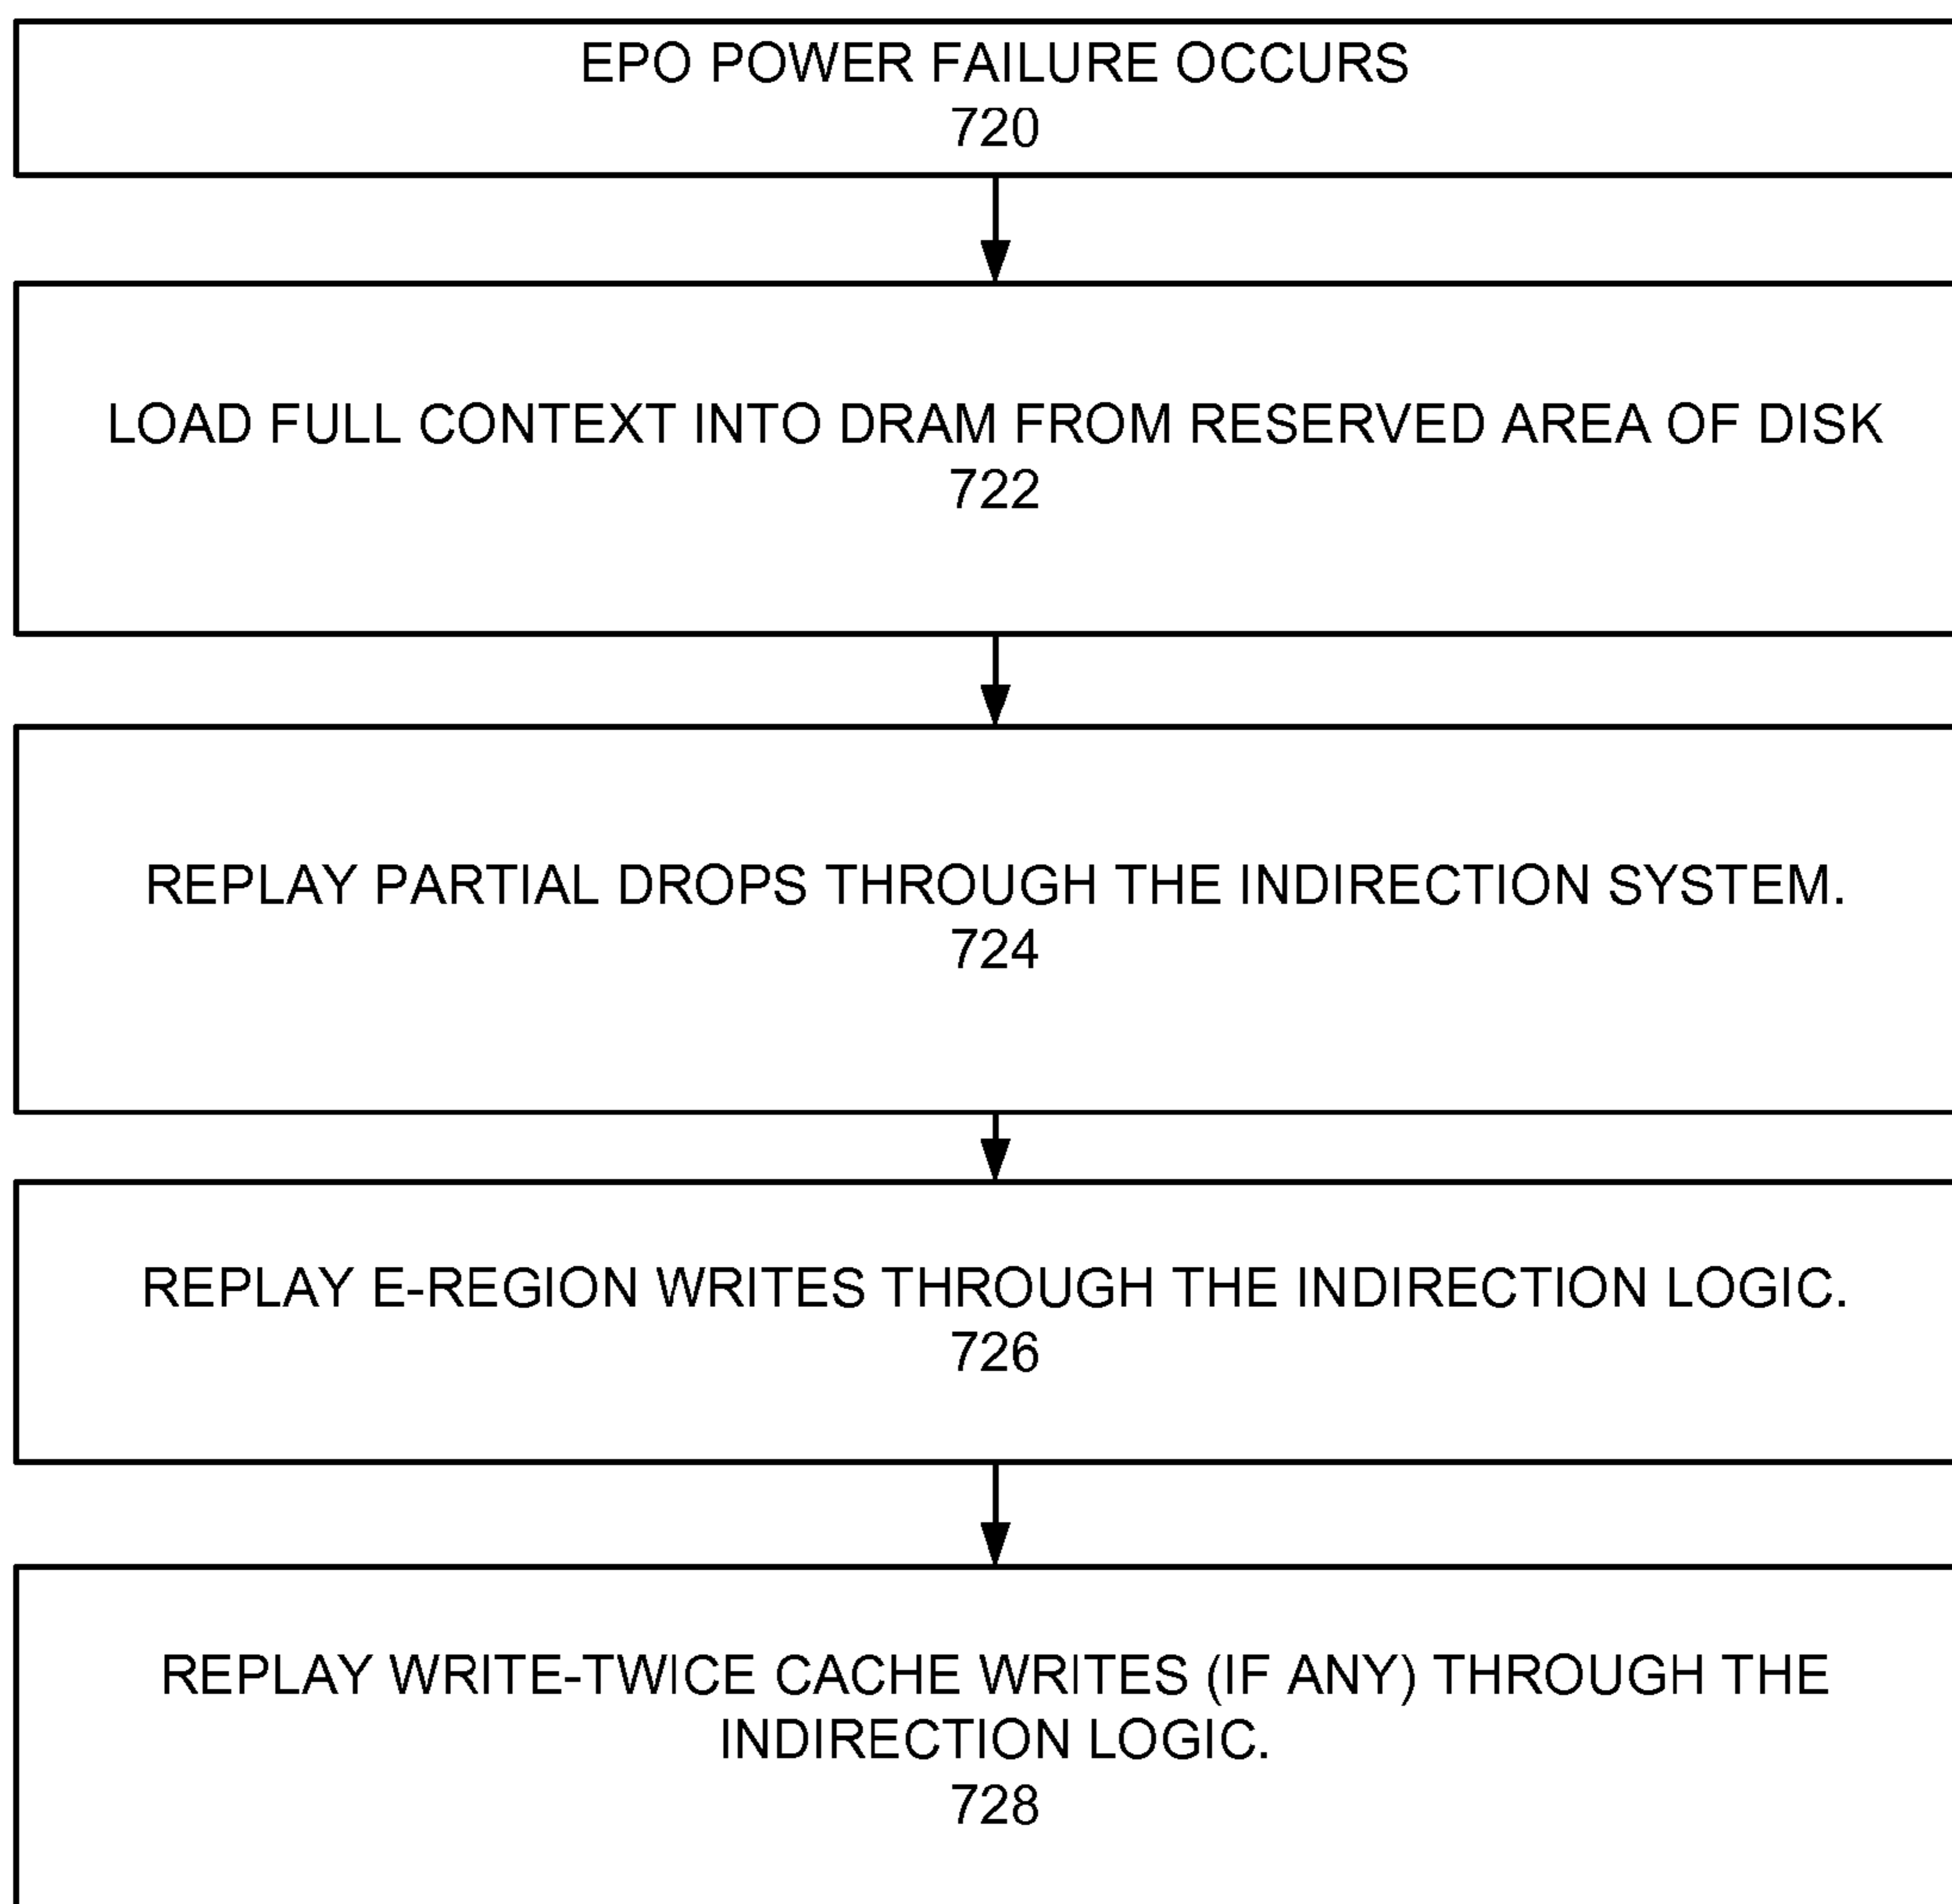 EPO POWER FAILURE OCCURS
720
LOAD FULL CONTEXT INTO DRAM FROM RESERVED AREA OF DISK
722
REPLAY PARTIAL DROPS THROUGH THE INDIRECTION SYSTEM.
724
REPLAY E-REGION WRITES THROUGH THE INDIRECTION LOGIC.
726
REPLAY WRITE-TWICE CACHE WRITES (IF ANY) THROUGH THE
INDIRECTION LOGIC.
728